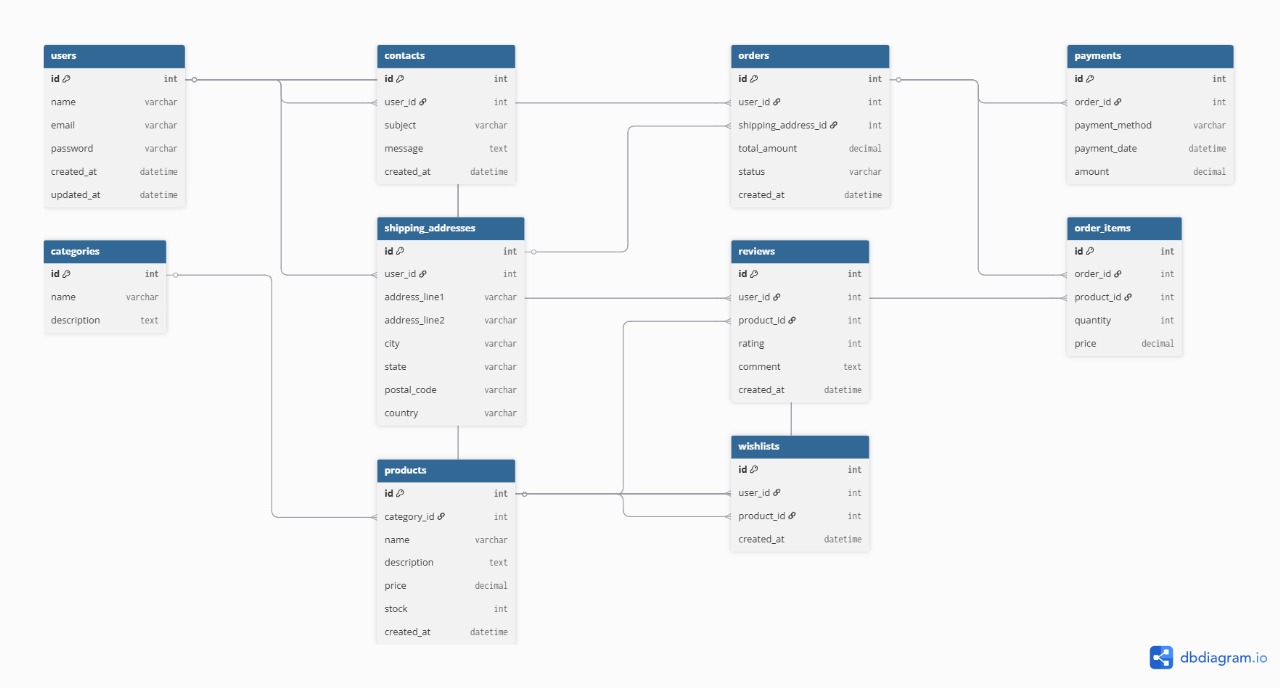 users
id int
name varchar
email varchar
password varchar
created_at datetime
updated_at datetime
categories
id int
name varchar
description text
contacts
id int
user_id int
subject varchar
message text
created_at datetime
shipping_addresses
id int
user_id int
address_line1 varchar
address_line2 varchar
city varchar
state varchar
postal_code varchar
country varchar
products
id int
category_id int
name varchar
description text
price decimal
stock int
created_at datetime
orders
id int
user_id int
shipping_address_id int
total_amount decimal
status varchar
created_at datetime
reviews
id int
user_id int
product_id int
rating int
comment text
created_at datetime
wishlists
id int
user_id int
product_id int
created_at datetime
payments
id int
order_id int
payment_method varchar
payment_date datetime
amount decimal
order_items
id int
order_id int
product_id int
quantity int
price decimal
dbdiagram.io